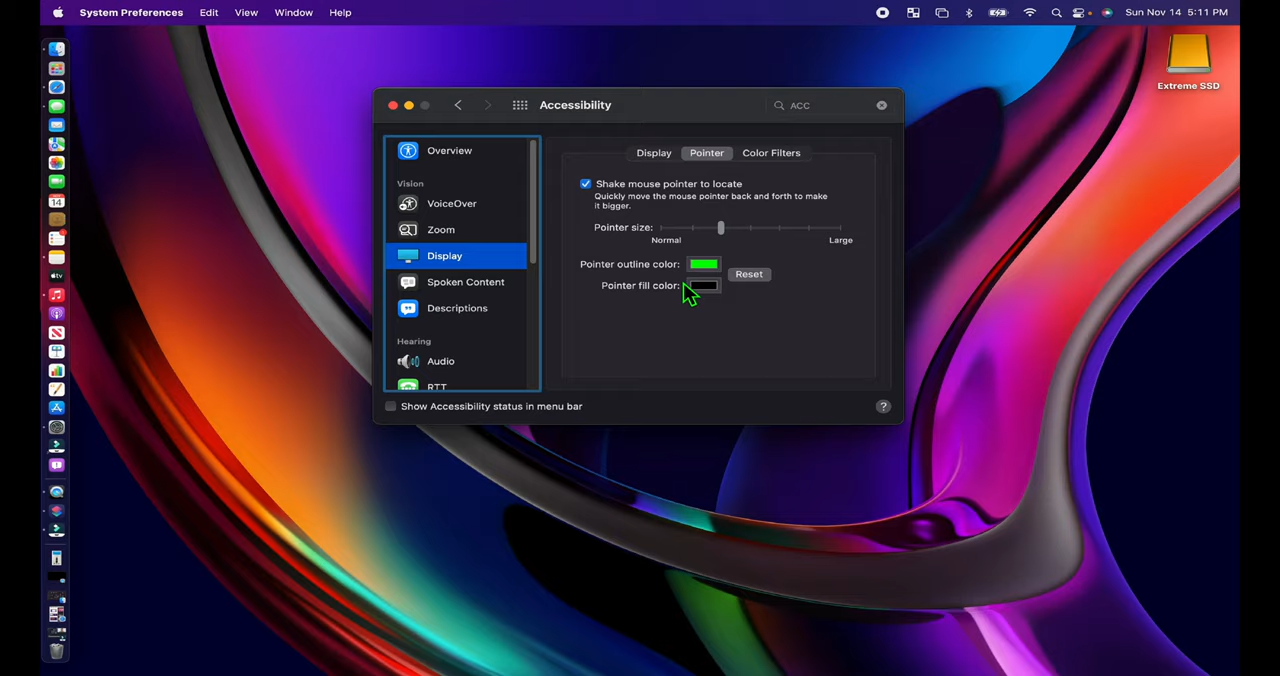 System Preferences Edit View Window Help Sun Nov 14 5:11 PM
Extreme SSD
Accessibility
ACC
Overview
Vision
VoiceOver
Zoom
Display
Spoken Content
Descriptions
Hearing
Audio
RTT
Display Pointer Color Filters
Shake mouse pointer to locate
Quickly move the mouse pointer back and forth to make
it bigger.
Pointer size:
Normal Large
Pointer outline color:
Reset
Pointer fill color:
Show Accessibility status in menu bar
?
14
tv